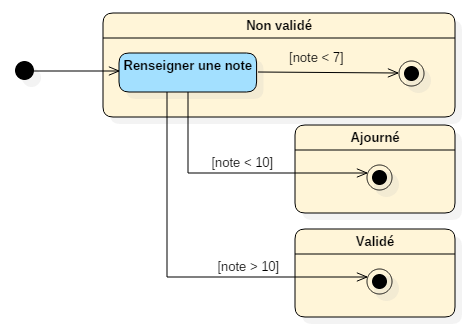 Non validé
Renseigner une note
[note < 7]
Ajourné
[note < 10]
Validé
[note > 10]